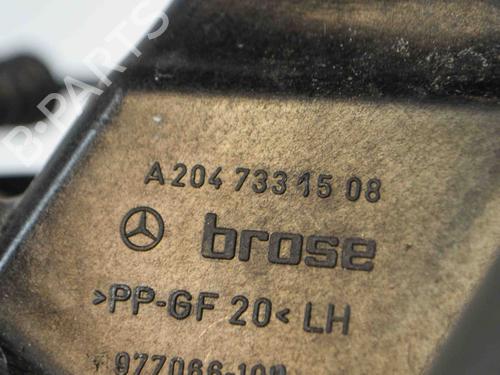 B-PARTS
A 204 733 15 08
brose
>PP-GF 20< LH